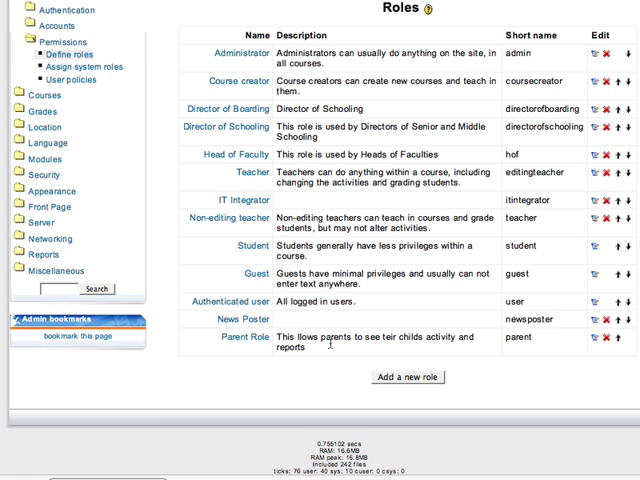 Authentication
Accounts
Permissions
Define roles
Assign system roles
User policies
Courses
Grades
Location
Language
Modules
Security
Appearance
Front Page
Server
Networking
Reports
Miscellaneous
Search
Admin bookmarks
bookmark this page
Roles ?
Name Description Short name Edit
Administrator Administrators can usually do anything on the site, in admin
all courses.
Course creator Course creators can create new courses and teach in coursecreator
them.
Director of Boarding Director of Schooling directorofboarding
Director of Schooling This role is used by Directors of Senior and Middle directorofschooling
Schooling
Head of Faculty This role is used by Heads of Faculties hof
Teacher Teachers can do anything within a course, including editingteacher
changing the activities and grading students.
IT Integrator itintegrator
Non-editing teacher Non-editing teachers can teach in courses and grade teacher
students, but may not alter activities.
Student Students generally have less privileges within a student
course.
Guest Guests have minimal privileges and usually can not guest
enter text anywhere.
Authenticated user All logged in users. user
News Poster newsposter
Parent Role This llows parents to see teir childs activity and parent
reports
Add a new role
0.755102 secs
RAM: 16.6MB
RAM peak: 16.8MB
Included 242 files
ticks: 76 user: 40 sys: 10 cuser: 0 csys: 0